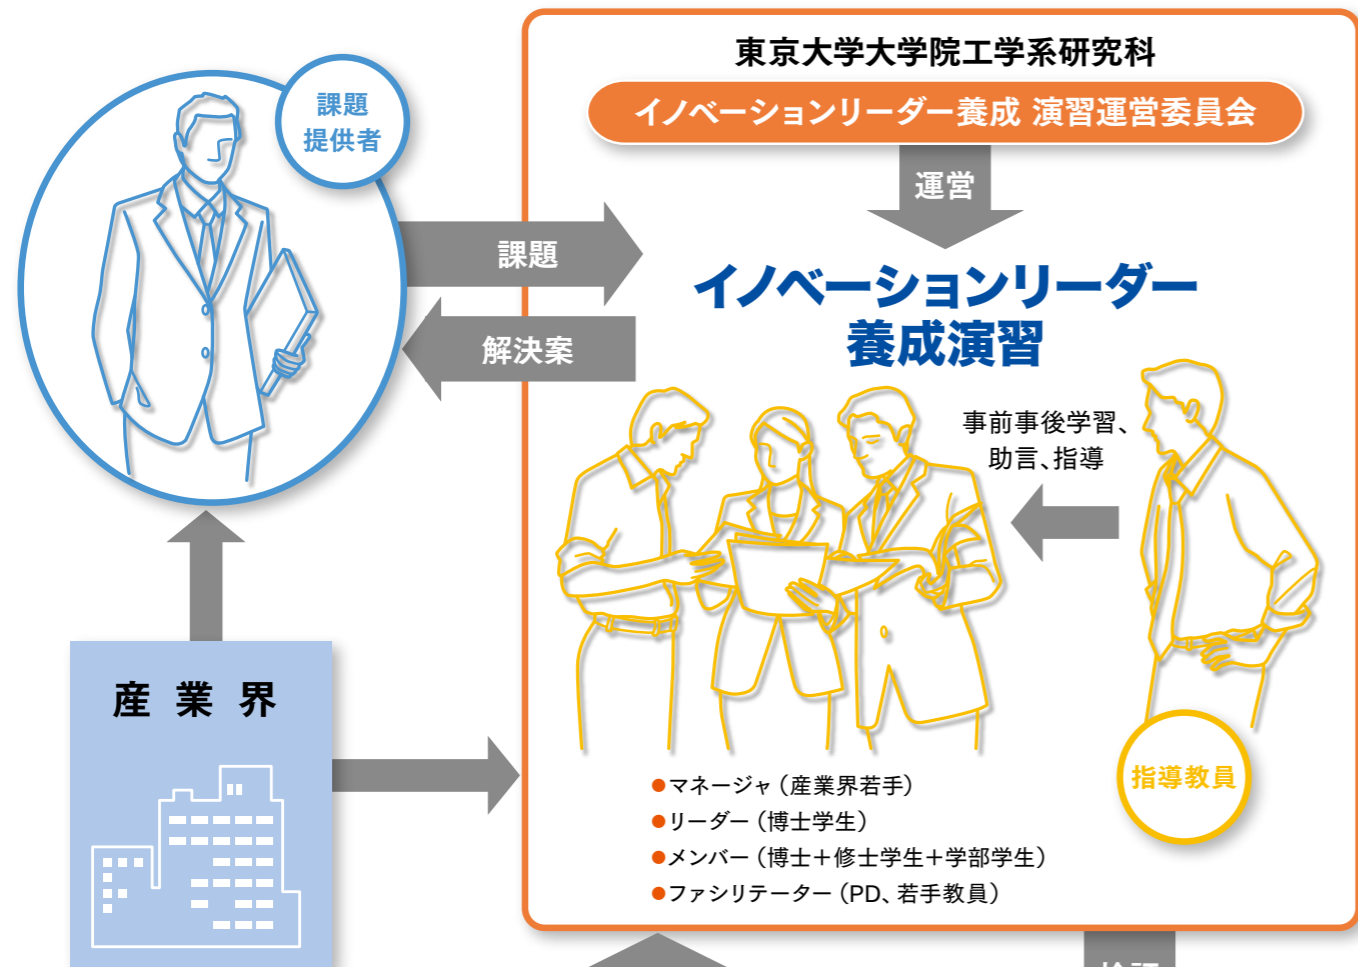 東京大学大学院工学系研究科
イノベーションリーダー養成 演習運営委員会
運営
課題
提供者
課題
解決案
イノベーションリーダー
養成演習
事前事後学習、
助言、指導
指導教員
産業界
●マネージャ（産業界若手）
●リーダー（博士学生）
●メンバー（博士＋修士学生＋学部学生）
●ファシリテーター（PD、若手教員）